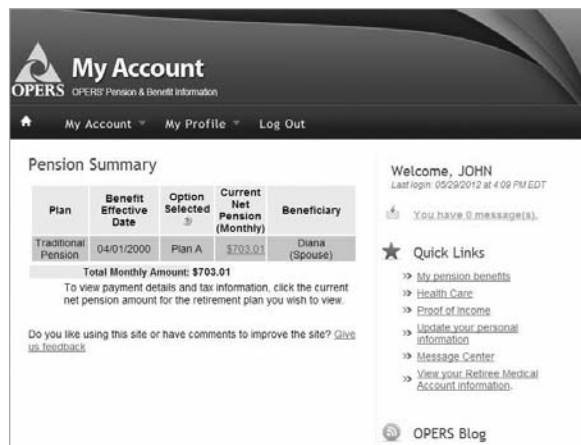 My Account
OPERS
OPERS' Pension & Benefit Information
My Account
My Profile
Log Out
Pension Summary
Plan
Benefit
Effective
Date
Option
Selected
Current
Net
Pension
(Monthly)
Beneficiary
Traditional
Pension
04/01/2000
Plan A
$703.01
Diana
(Spouse)
Total Monthly Amount: $703.01
To view payment details and tax information, click the current
net pension amount for the retirement plan you wish to view.
Do you like using this site or have comments to improve the site? Give
us feedback
Welcome, JOHN
Last login: 05/29/2012 at 4:09 PM EDT
You have 0 message(s).
Quick Links
My pension benefits
Health Care
Proof of Income
Update your personal
information
Message Center
View your Retiree Medical
Account information.
OPERS Blog